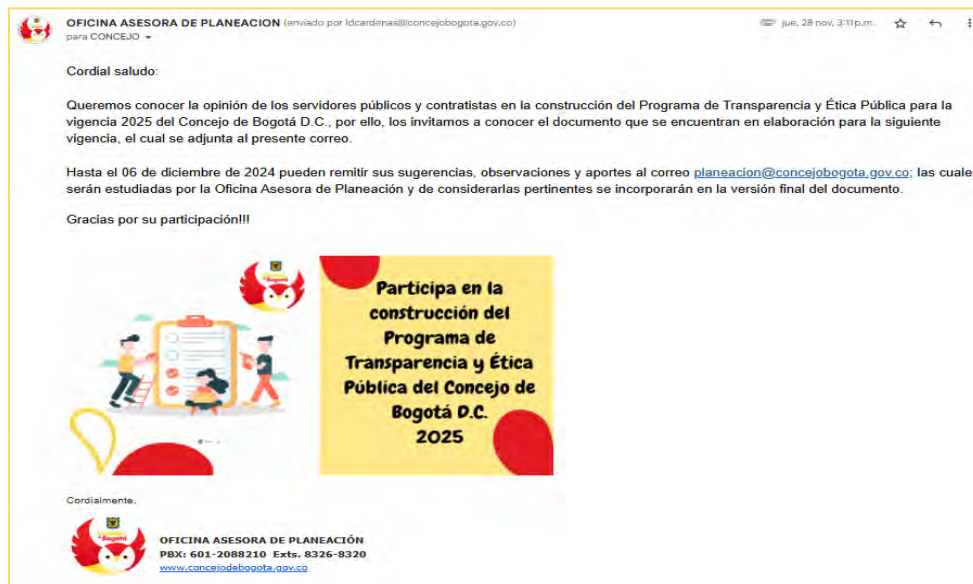 OFICINA ASESORA DE PLANEACION (enviado por ldcardenas@concejobogota.gov.co)
jue, 28 nov, 3:11 p.m.
para CONCEJO
Cordial saludo:
Queremos conocer la opinión de los servidores públicos y contratistas en la construcción del Programa de Transparencia y Ética Pública para la
vigencia 2025 del Concejo de Bogotá D.C., por ello, los invitamos a conocer el documento que se encuentran en elaboración para la siguiente
vigencia, el cual se adjunta al presente correo.
Hasta el 06 de diciembre de 2024 pueden remitir sus sugerencias, observaciones y aportes al correo planeacion@concejobogota.gov.co; las cuale
serán estudiadas por la Oficina Asesora de Planeación y de considerarlas pertinentes se incorporarán en la versión final del documento.
Gracias por su participación!!!
Participa en la
construcción del
Programa de
Transparencia y Ética
Pública del Concejo de
Bogotá D.C.
2025
Cordialmente,
OFICINA ASESORA DE PLANEACIÓN
PBX: 601-2088210 Exts. 8326-8320
www.concejodebogota.gov.co